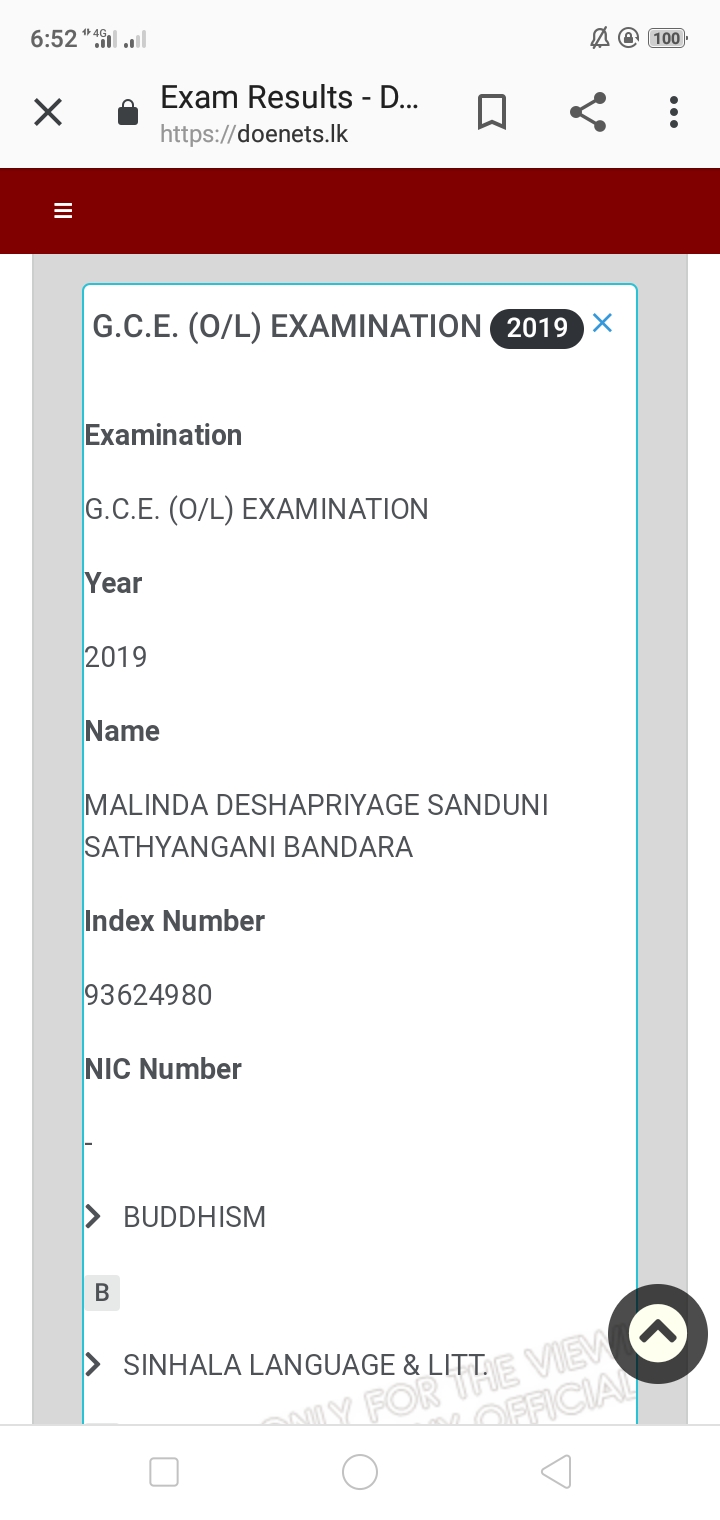 6:52 4G 100
Exam Results - D...
https://doenets.lk
G.C.E. (O/L) EXAMINATION 2019
Examination
G.C.E. (O/L) EXAMINATION
Year
2019
Name
MALINDA DESHAPRIYAGE SANDUNI
SATHYANGANI BANDARA
Index Number
93624980
NIC Number
-
BUDDHISM
B
SINHALA LANGUAGE & LITT.
ONLY FOR THE VIEW
OFFICIAL